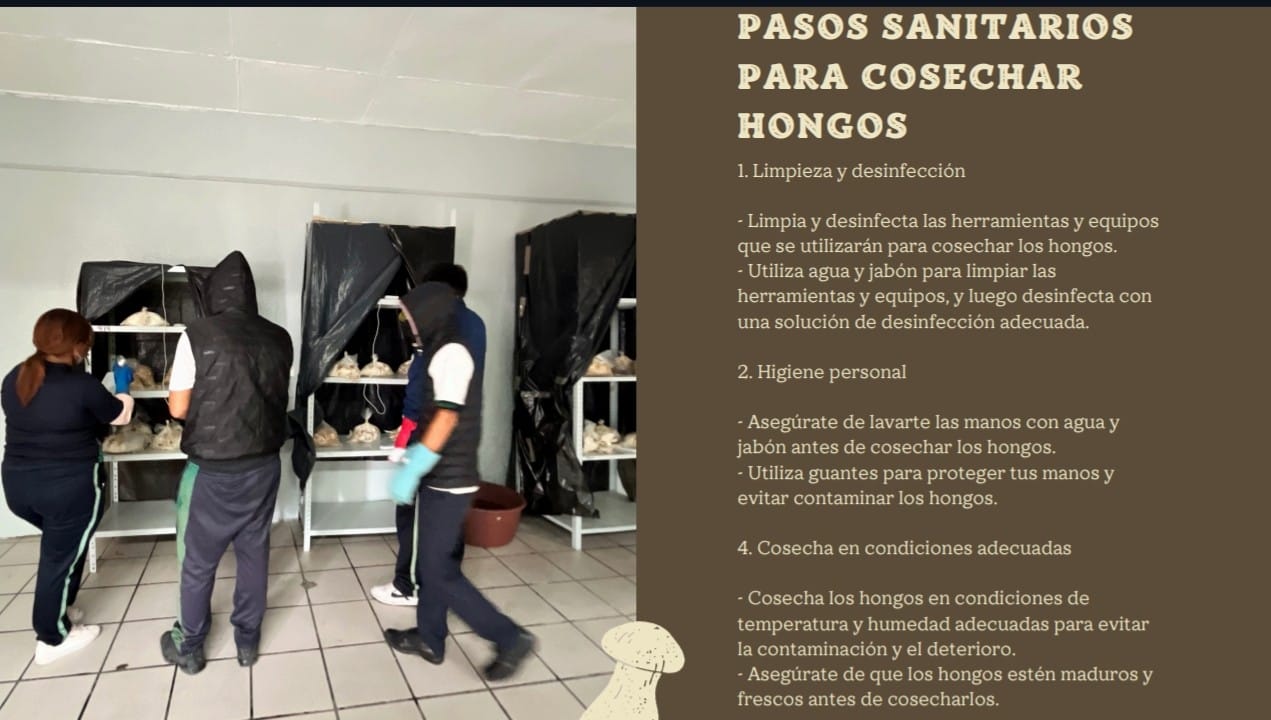 PASOS SANITARIOS
PARA COSECHAR
HONGOS
1. Limpieza y desinfección
- Limpia y desinfecta las herramientas y equipos
que se utilizarán para cosechar los hongos.
- Utiliza agua y jabón para limpiar las
herramientas y equipos, y luego desinfecta con
una solución de desinfección adecuada.
2. Higiene personal
- Asegúrate de lavarte las manos con agua y
jabón antes de cosechar los hongos.
- Utiliza guantes para proteger tus manos y
evitar contaminar los hongos.
4. Cosecha en condiciones adecuadas
- Cosecha los hongos en condiciones de
temperatura y humedad adecuadas para evitar
la contaminación y el deterioro.
- Asegúrate de que los hongos estén maduros y
frescos antes de cosecharlos.